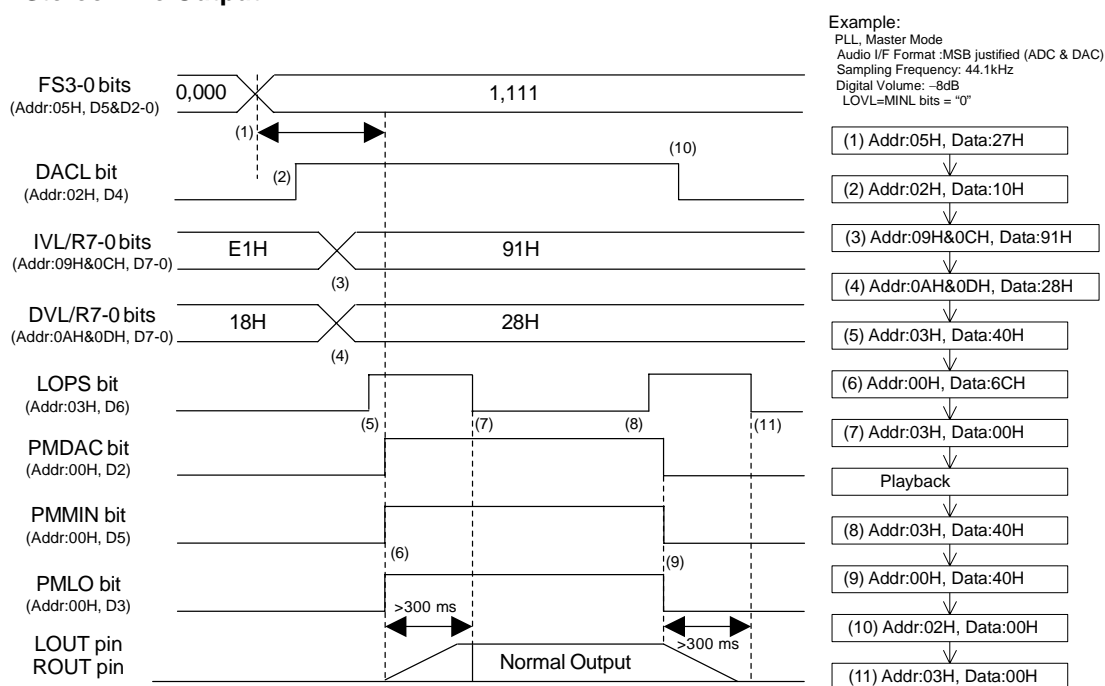 Example:
PLL, Master Mode
Audio I/F Format :MSB justified (ADC & DAC)
Sampling Frequency: 44.1kHz
Digital Volume: −8dB
LOVL=MINL bits = “0”
FS3-0 bits
(Addr:05H, D5&D2-0)
0,000
1,111
(1)
DACL bit
(Addr:02H, D4)
(2)
(10)
IVL/R7-0 bits
(Addr:09H&0CH, D7-0)
E1H
91H
(3)
DVL/R7-0 bits
(Addr:0AH&0DH, D7-0)
18H
28H
(4)
LOPS bit
(Addr:03H, D6)
(5)
(7)
(8)
(11)
PMDAC bit
(Addr:00H, D2)
PMMIN bit
(Addr:00H, D5)
(6)
(9)
PMLO bit
(Addr:00H, D3)
>300 ms
>300 ms
LOUT pin
ROUT pin
Normal Output
(1) Addr:05H, Data:27H
(2) Addr:02H, Data:10H
(3) Addr:09H&0CH, Data:91H
(4) Addr:0AH&0DH, Data:28H
(5) Addr:03H, Data:40H
(6) Addr:00H, Data:6CH
(7) Addr:03H, Data:00H
Playback
(8) Addr:03H, Data:40H
(9) Addr:00H, Data:40H
(10) Addr:02H, Data:00H
(11) Addr:03H, Data:00H